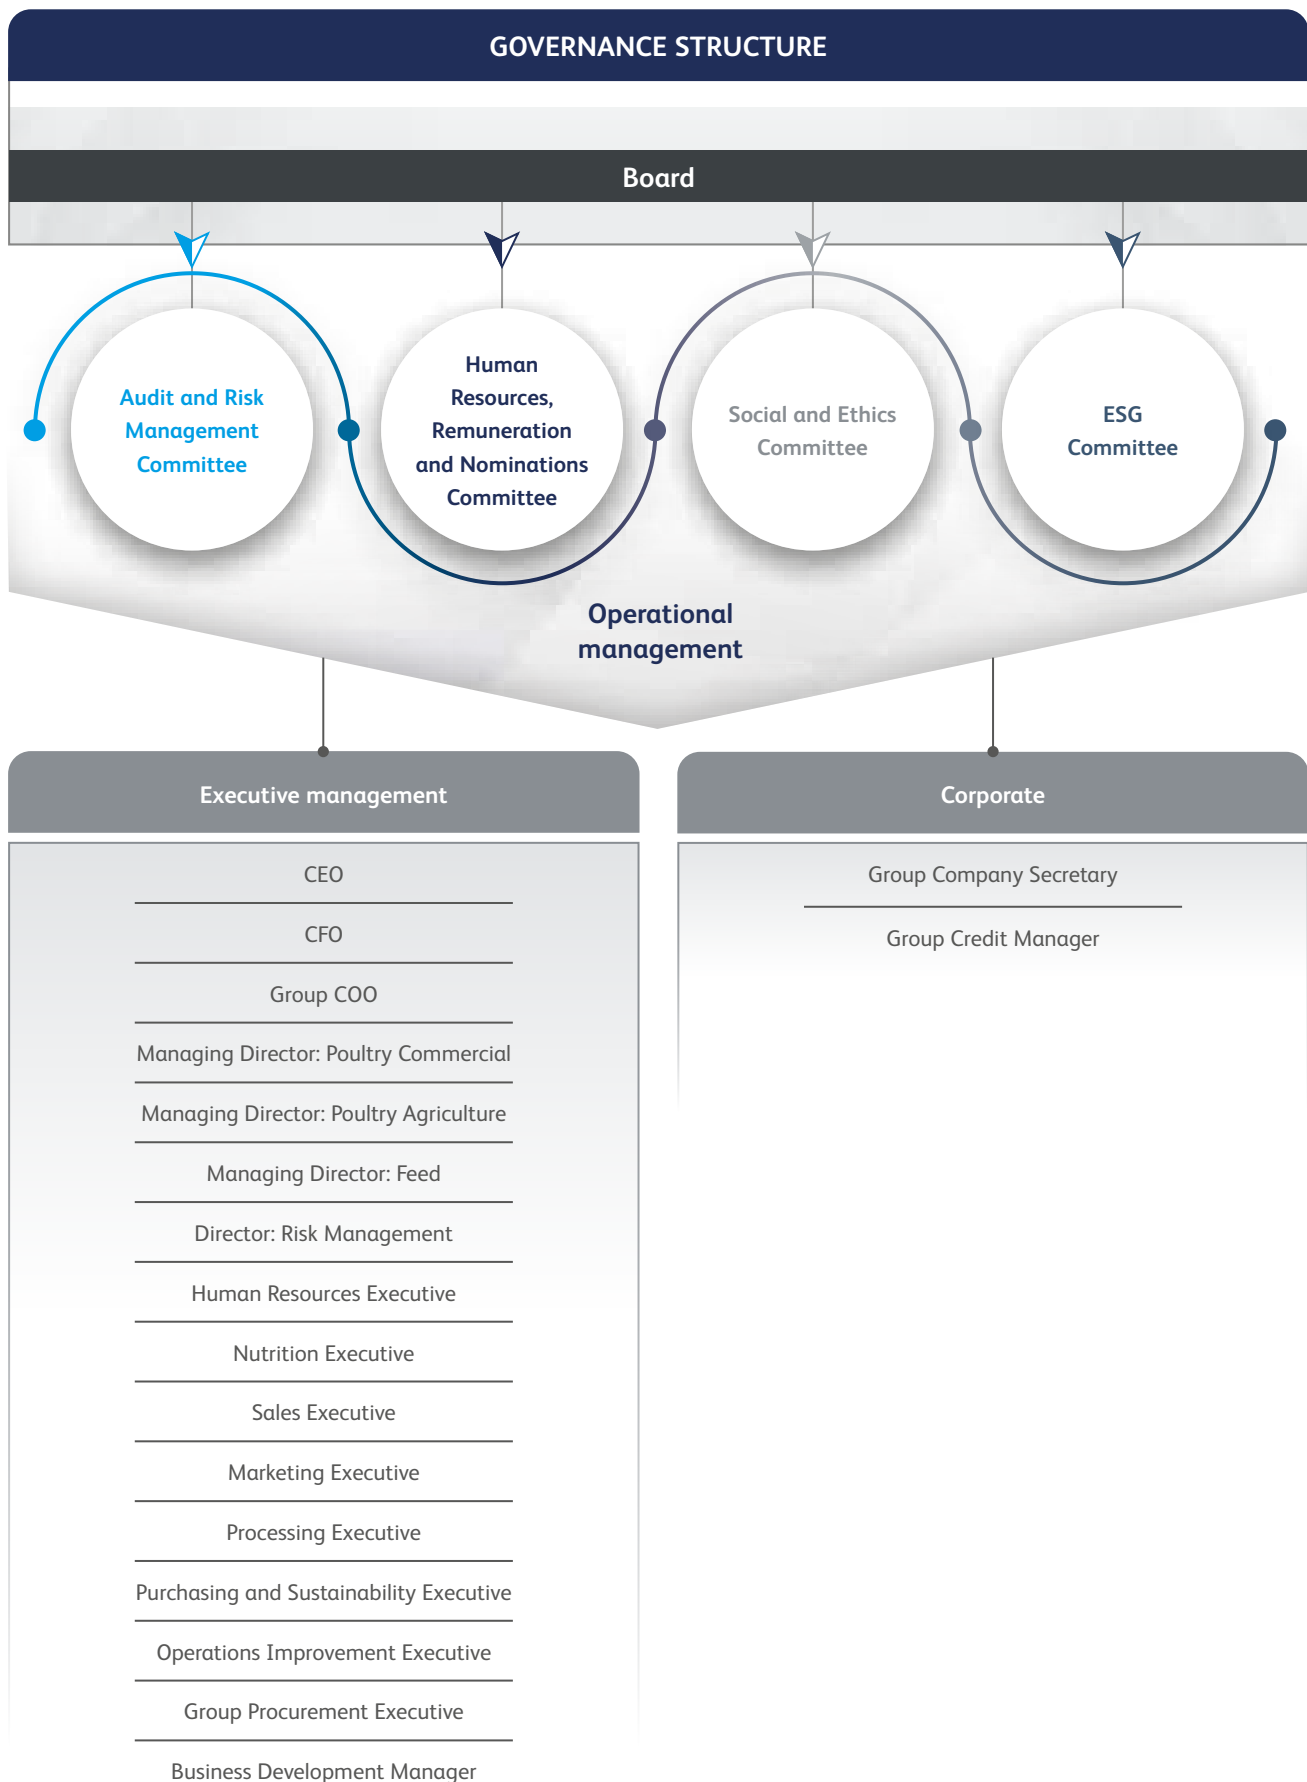 GOVERNANCE STRUCTURE
Board
Audit and Risk
Management
Committee
Human
Resources,
Remuneration
and Nominations
Committee
Social and Ethics
Committee
ESG
Committee
Operational
management
Executive management
CEO
CFO
Group COO
Managing Director: Poultry Commercial
Managing Director: Poultry Agriculture
Managing Director: Feed
Director: Risk Management
Human Resources Executive
Nutrition Executive
Sales Executive
Marketing Executive
Processing Executive
Purchasing and Sustainability Executive
Operations Improvement Executive
Group Procurement Executive
Business Development Manager
Corporate
Group Company Secretary
Group Credit Manager